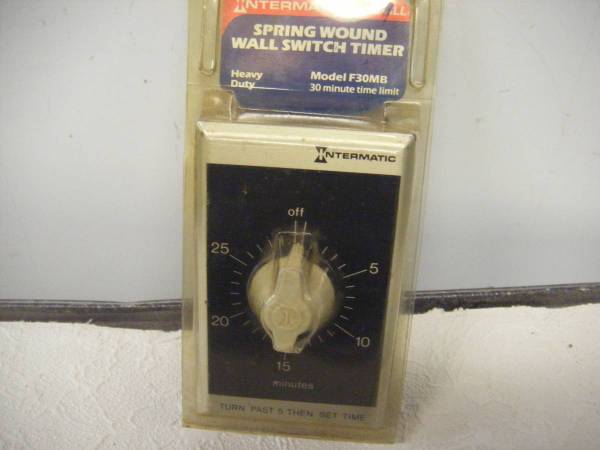 INTERMATIC
SPRING WOUND
WALL SWITCH TIMER
Heavy Duty
Model F30MB
30 minute time limit
INTERMATIC
off
25
5
20
10
15
minutes
TURN PAST 5 THEN SET TIME